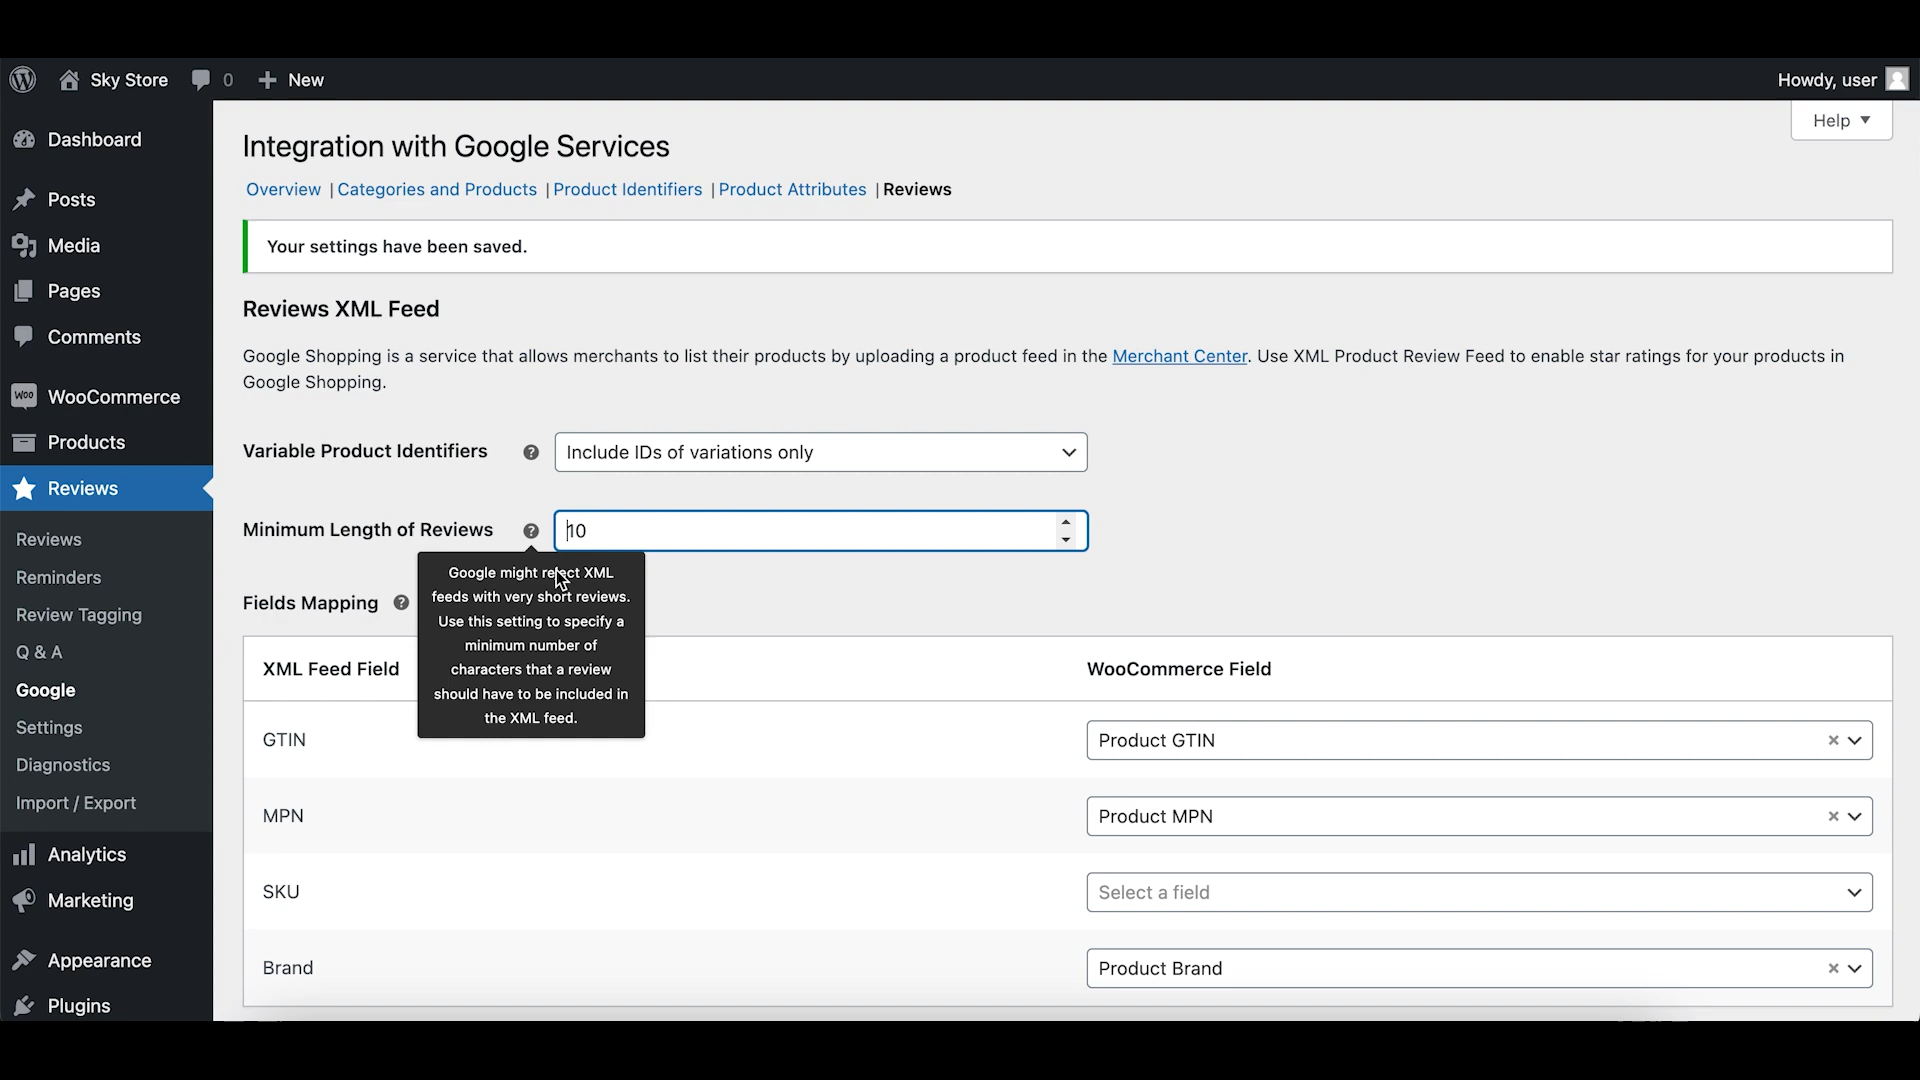 Sky Store 0 New Howdy, user
Help
Dashboard
Posts
Media
Pages
Comments
WooCommerce
Products
Reviews
Reviews
Reminders
Review Tagging
Q & A
Google
Settings
Diagnostics
Import / Export
Analytics
Marketing
Appearance
Plugins
Integration with Google Services
Overview | Categories and Products | Product Identifiers | Product Attributes | Reviews
Your settings have been saved.
Reviews XML Feed
Google Shopping is a service that allows merchants to list their products by uploading a product feed in the Merchant Center. Use XML Product Review Feed to enable star ratings for your products in
Google Shopping.
Variable Product Identifiers ? Include IDs of variations only
Minimum Length of Reviews ? 10
Google might reject XML
feeds with very short reviews.
Use this setting to specify a
minimum number of
characters that a review
should have to be included in
the XML feed.
Fields Mapping ?
XML Feed Field WooCommerce Field
GTIN Product GTIN
MPN Product MPN
SKU Select a field
Brand Product Brand